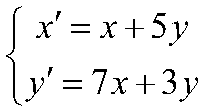 x′ = x + 5y
y′ = 7x + 3y